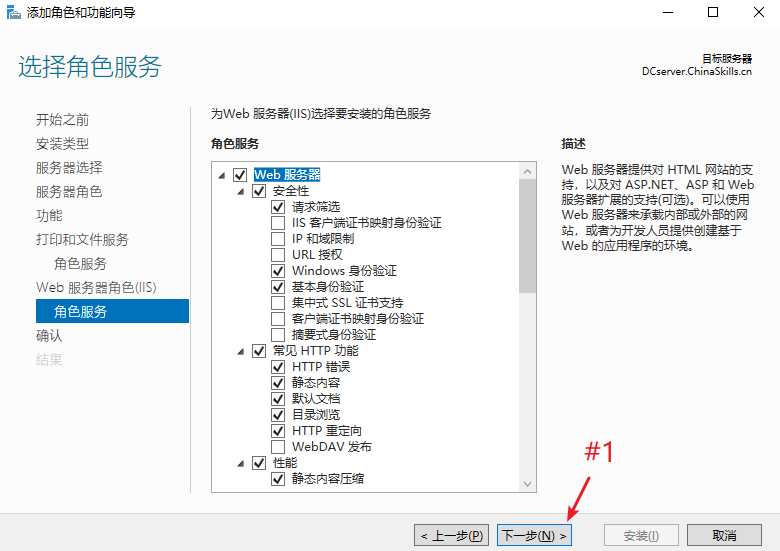 添加角色和功能向导
选择角色服务
目标服务器
DCserver.ChinaSkills.cn
开始之前
安装类型
服务器选择
服务器角色
功能
打印和文件服务
角色服务
Web 服务器角色(IIS)
角色服务
确认
结果
为Web 服务器(IIS)选择要安装的角色服务
角色服务
Web 服务器
安全性
请求筛选
IIS 客户端证书映射身份验证
IP 和域限制
URL 授权
Windows 身份验证
基本身份验证
集中式 SSL 证书支持
客户端证书映射身份验证
摘要式身份验证
常见 HTTP 功能
HTTP 错误
静态内容
默认文档
目录浏览
HTTP 重定向
WebDAV 发布
性能
静态内容压缩
描述
Web 服务器提供对 HTML 网站的支
持，以及对 ASP.NET、ASP 和 Web
服务器扩展的支持(可选)。可以使用
Web 服务器来承载内部或外部的网
站，或者为开发人员提供创建基于
Web 的应用程序的环境。
#1
< 上一步(P)
下一步(N) >
安装(I)
取消